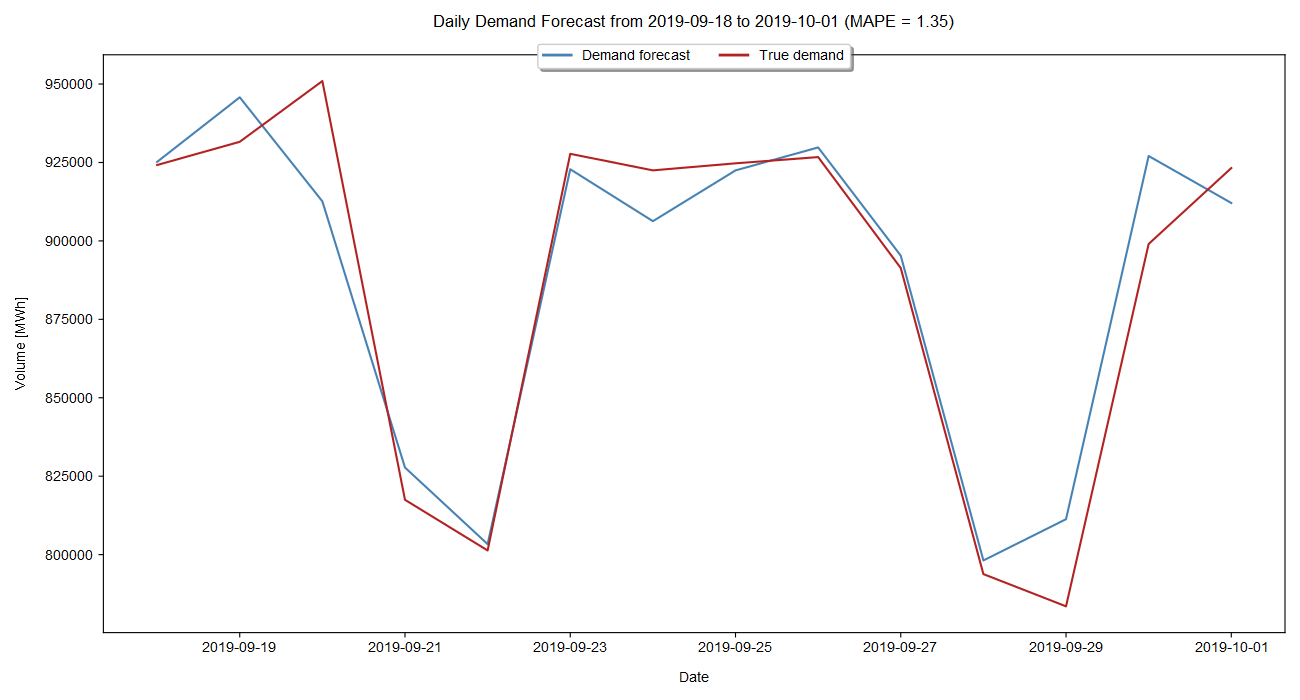 Daily Demand Forecast from 2019-09-18 to 2019-10-01 (MAPE = 1.35)
Demand forecast
True demand
950000
925000
900000
875000
850000
825000
800000
Volume [MWh]
2019-09-19
2019-09-21
2019-09-23
2019-09-25
2019-09-27
2019-09-29
2019-10-01
Date